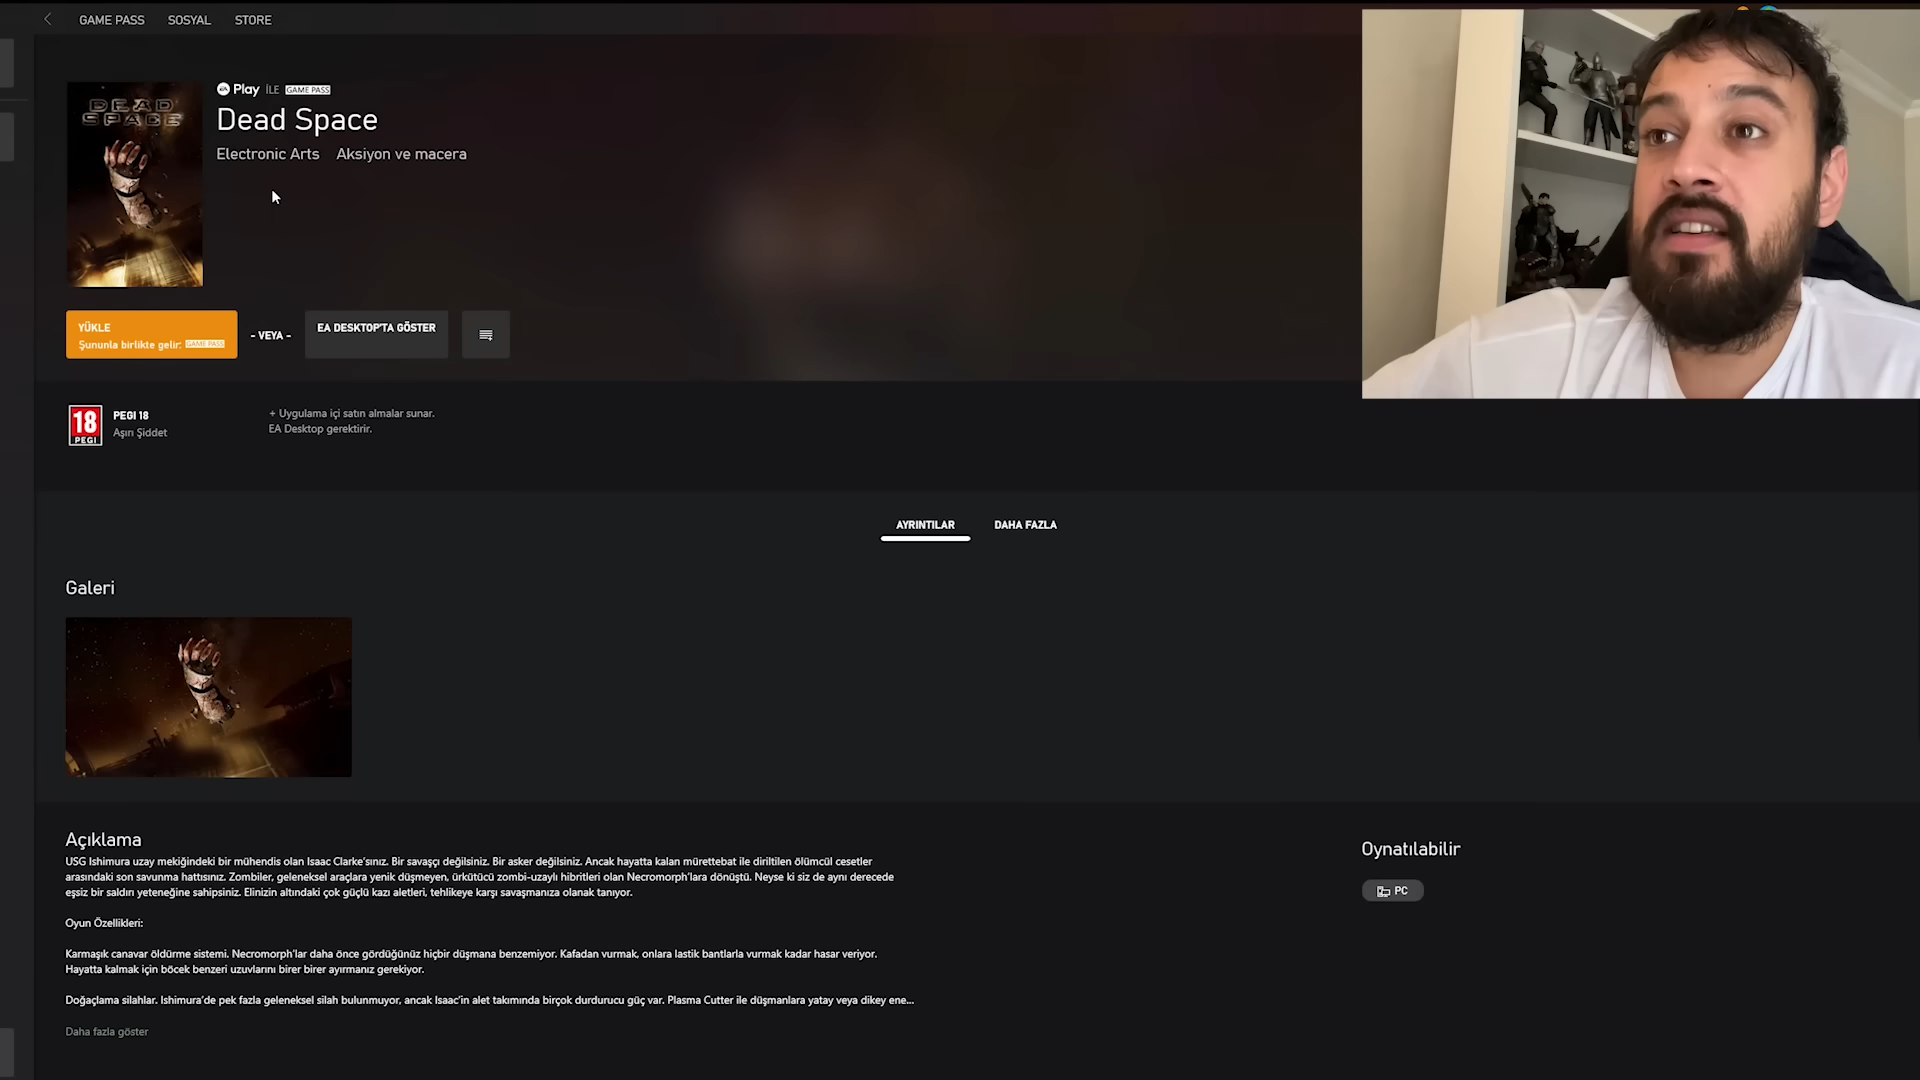 GAME PASS SOSYAL STORE
DEAD SPACE
EA Play İLE GAME PASS
Dead Space
Electronic Arts Aksiyon ve macera
YÜKLE
Şununla birlikte gelir: GAME PASS
- VEYA -
EA DESKTOP'TA GÖSTER
18
PEGI
PEGI 18
Aşırı Şiddet
+ Uygulama içi satın almalar sunar.
EA Desktop gerektirir.
AYRINTILAR DAHA FAZLA
Galeri
Açıklama
USG Ishimura uzay mekiğindeki bir mühendis olan Isaac Clarke'sınız. Bir savaşçı değilsiniz. Bir asker değilsiniz. Ancak hayatta kalan mürettebat ile diriltilen ölümcül cesetler
arasındaki son savunma hattısınız. Zombiler, geleneksel araçlara yenik düşmeyen, ürkütücü zombi-uzaylı hibritleri olan Necromorph'lara dönüştü. Neyse ki siz de aynı derecede
eşsiz bir saldırı yeteneğine sahipsiniz. Elinizin altındaki çok güçlü kazı aletleri, tehlikeye karşı savaşmanıza olanak tanıyor.
Oyun Özellikleri:
Karmaşık canavar öldürme sistemi. Necromorph'lar daha önce gördüğünüz hiçbir düşmana benzemiyor. Kafadan vurmak, onlara lastik bantlarla vurmak kadar hasar veriyor.
Hayatta kalmak için böcek benzeri uzuvlarını birer birer ayırmanız gerekiyor.
Doğaçlama silahlar. Ishimura'de pek fazla geleneksel silah bulunmuyor, ancak Isaac'in alet takımında birçok durdurucu güç var. Plasma Cutter ile düşmanlara yatay veya dikey ene...
Daha fazla göster
Oynatılabilir
PC